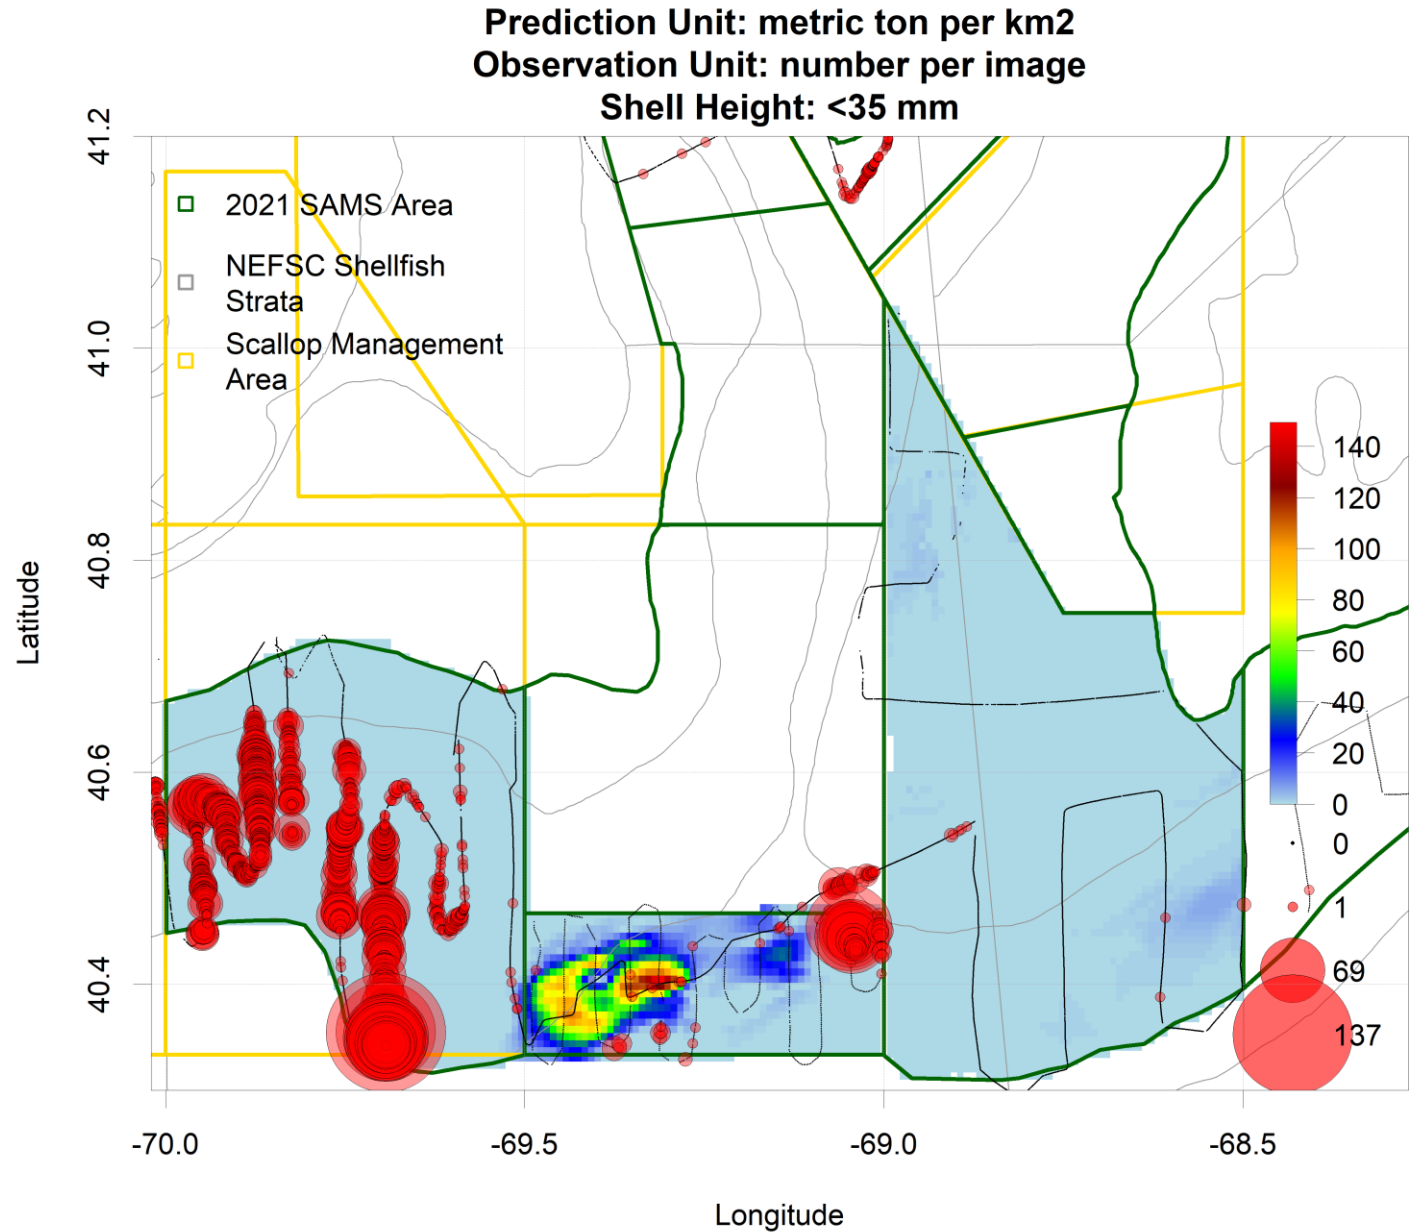 Prediction Unit: metric ton per km2
Observation Unit: number per image
Shell Height: <35 mm
2021 SAMS Area
NEFSC Shellfish
Strata
Scallop Management
Area
Latitude
41.2
41.0
40.8
40.6
40.4
140
120
100
80
60
40
20
0
0
1
69
137
-70.0
-69.5
-69.0
-68.5
Longitude